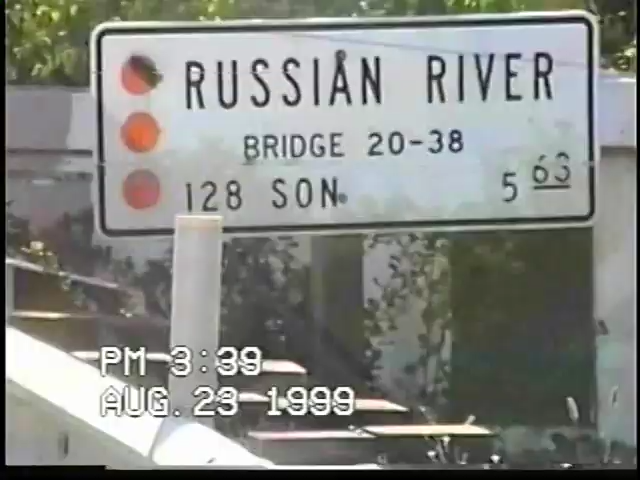 RUSSIAN RIVER
BRIDGE 20-38
128 SON. 5 63
PM 3:39
AUG. 23 1999